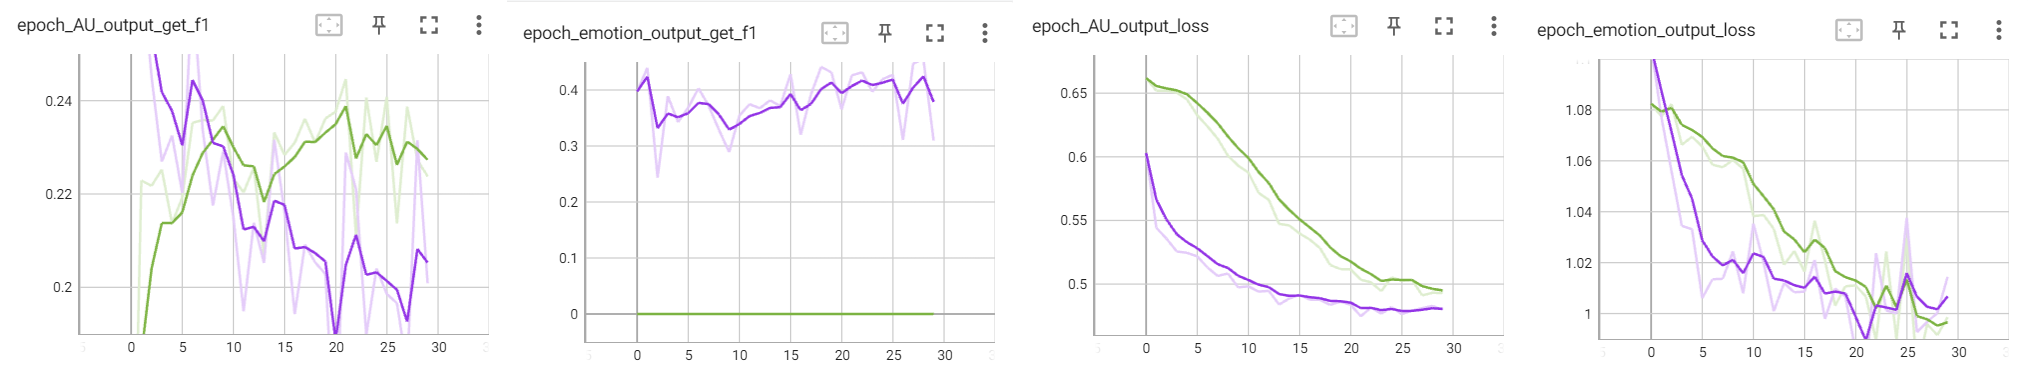 epoch_AU_output_get_f1
0.24
0.22
0.2
0 5 10 15 20 25 30
epoch_emotion_output_get_f1
0.4
0.3
0.2
0.1
0
0 5 10 15 20 25 30
epoch_AU_output_loss
0.65
0.6
0.55
0.5
0 5 10 15 20 25 30
epoch_emotion_output_loss
1.08
1.06
1.04
1.02
1
0 5 10 15 20 25 30